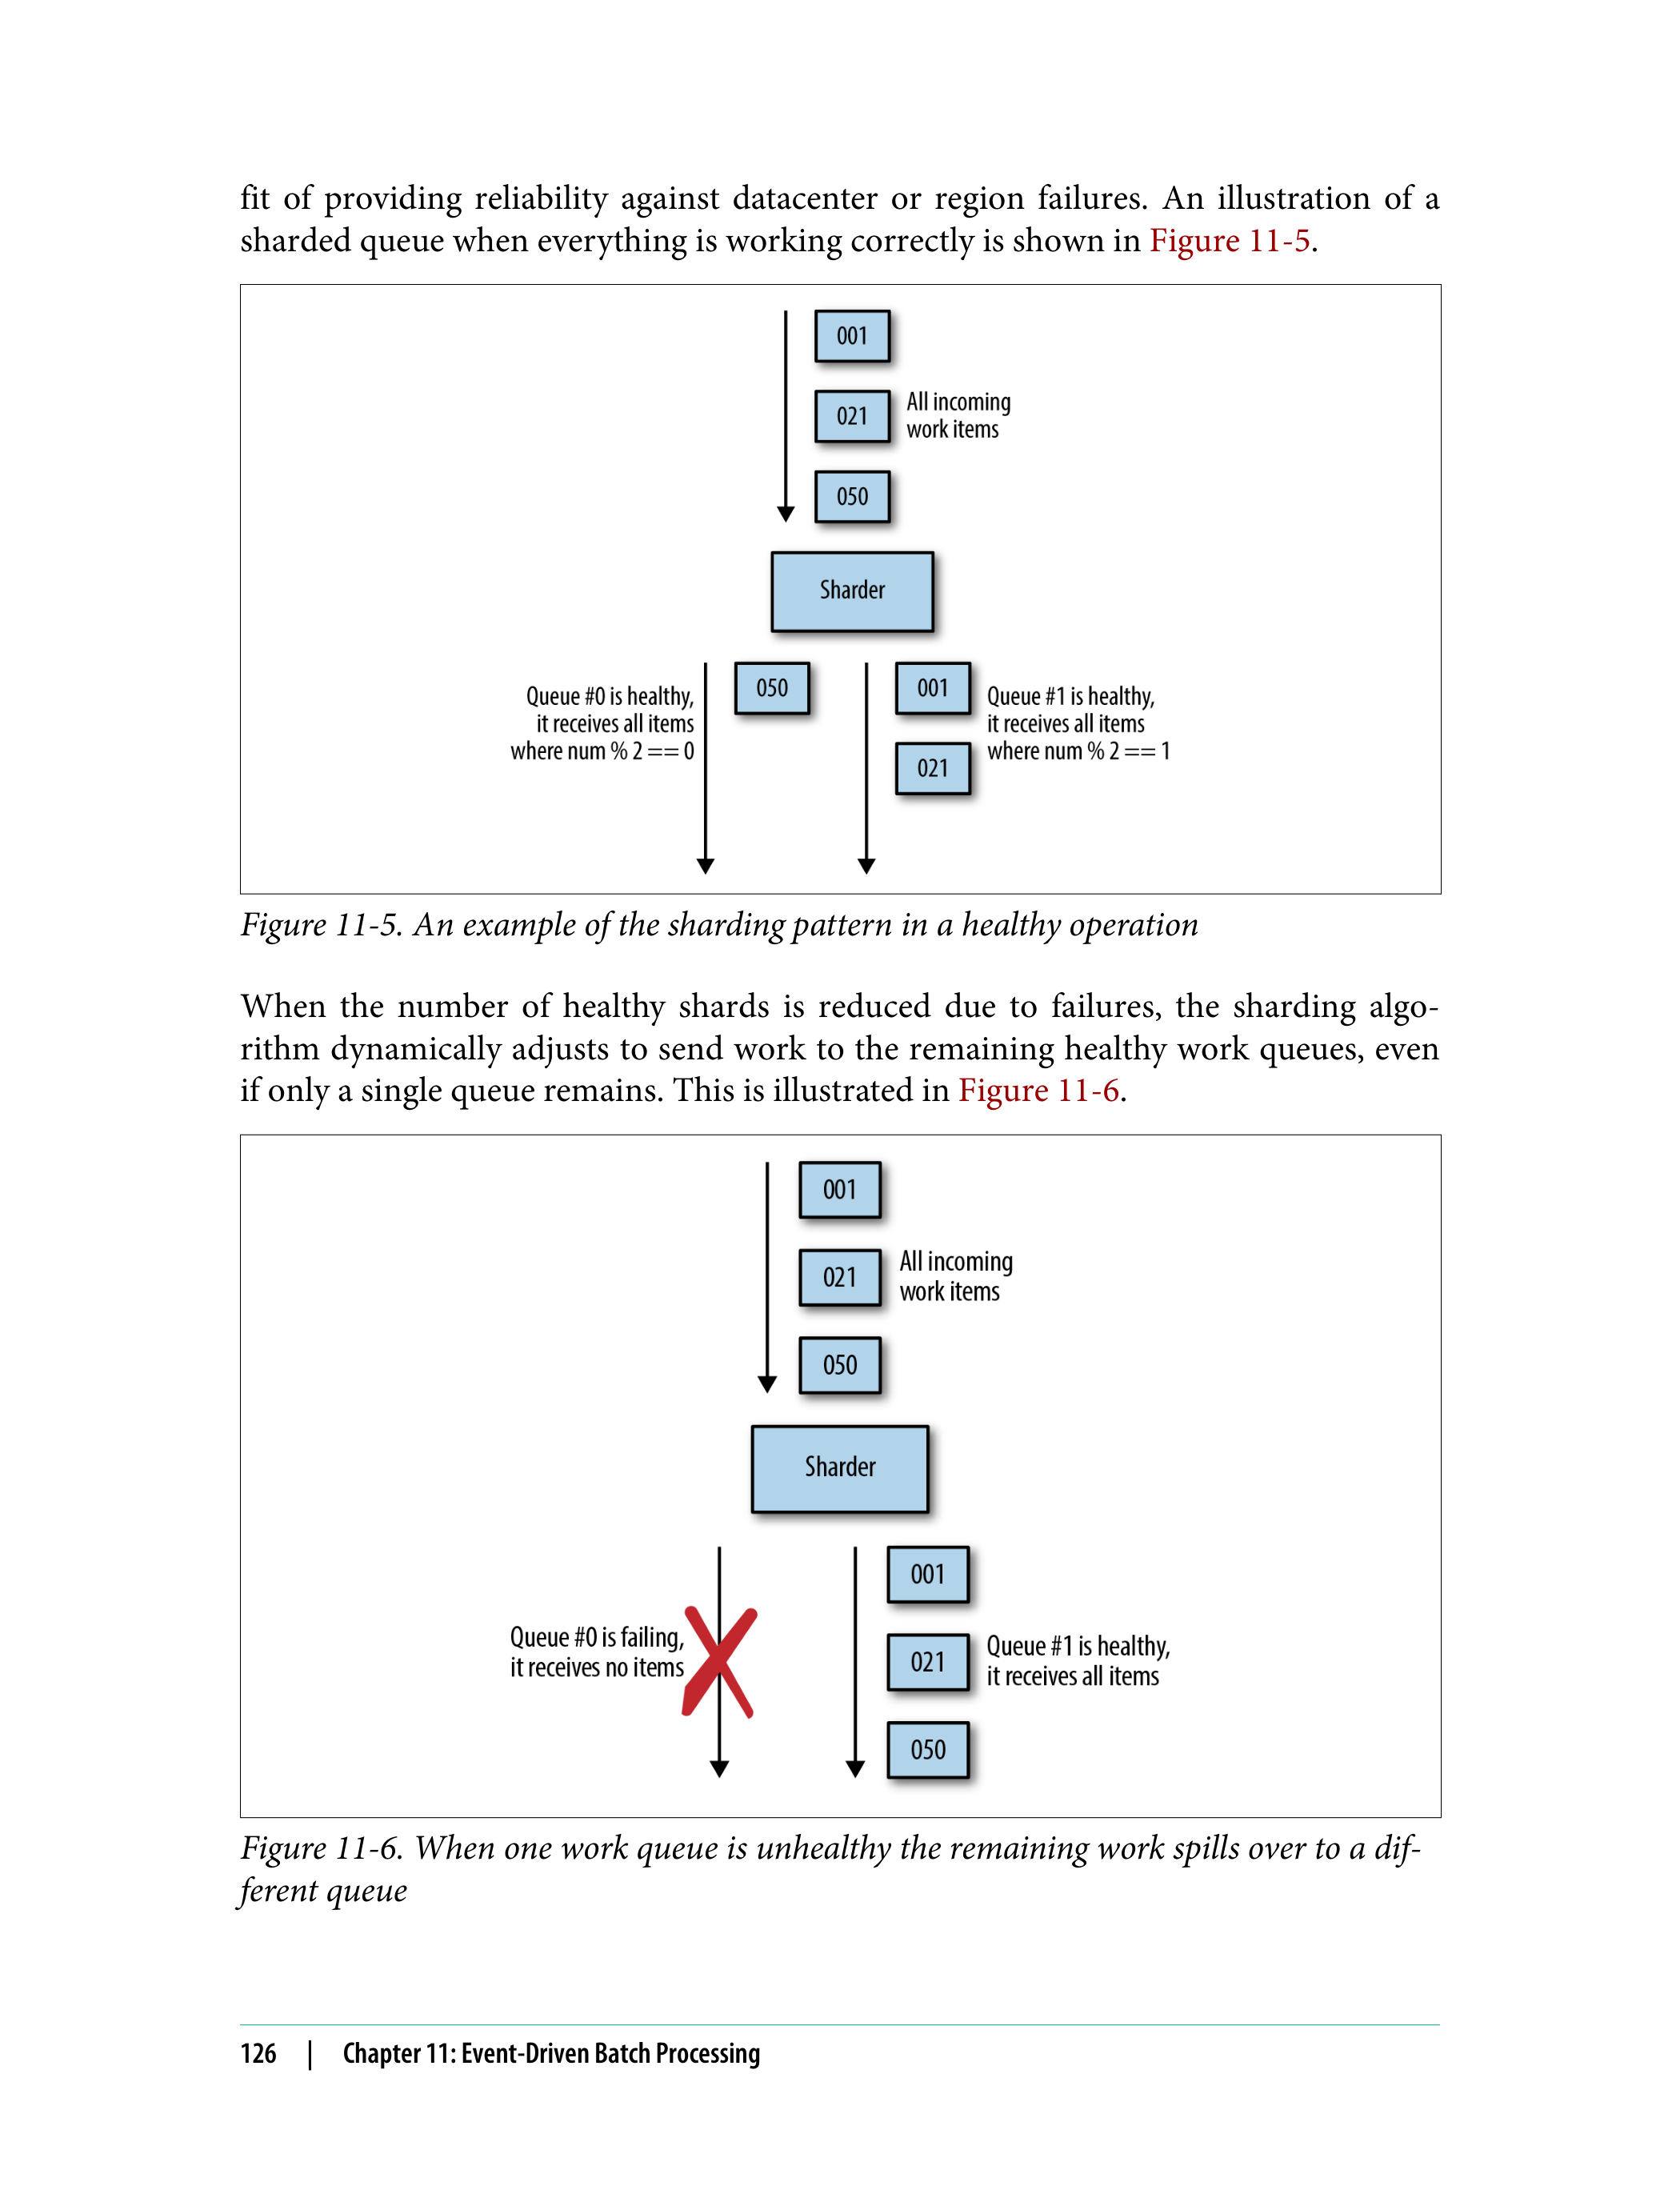 fit of providing reliability against datacenter or region failures. An illustration of a
sharded queue when everything is working correctly is shown in Figure 11-5.
001
021
All incoming
work items
050
Sharder
Queue #0 is healthy,
it receives all items
where num % 2 == 0
050
001
021
Queue #1 is healthy,
it receives all items
where num % 2 == 1
Figure 11-5. An example of the sharding pattern in a healthy operation
When the number of healthy shards is reduced due to failures, the sharding algo-
rithm dynamically adjusts to send work to the remaining healthy work queues, even
if only a single queue remains. This is illustrated in Figure 11-6.
001
021
All incoming
work items
050
Sharder
Queue #0 is failing,
it receives no items
001
021
050
Queue #1 is healthy,
it receives all items
Figure 11-6. When one work queue is unhealthy the remaining work spills over to a dif-
ferent queue
126 | Chapter 11: Event-Driven Batch Processing